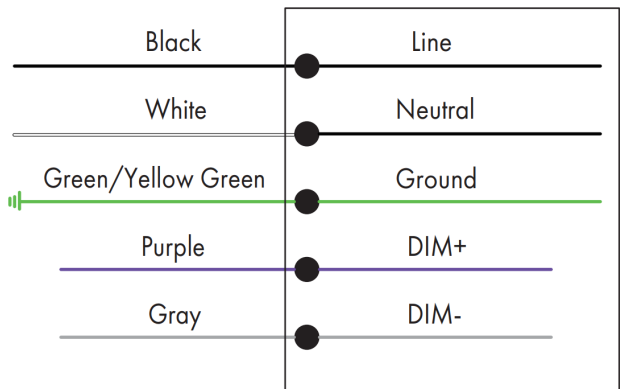 Black Line
White Neutral
Green/Yellow Green Ground
Purple DIM+
Gray DIM-